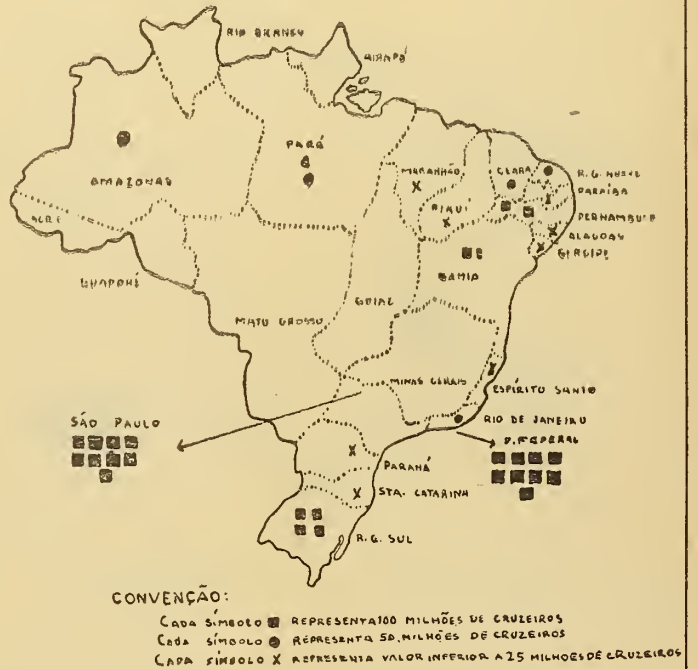 RIO BRANCO
AMAPÁ
PARÁ
AMAZONAS
MARANHÃO
CEARÁ
R. G. NORTE
PARAÍBA
PIAUÍ
PERNAMBUCO
ALAGOAS
SERGIPE
ACRE
GUAPORÉ
BAHIA
GOIAZ
MATO GROSSO
MINAS GERAIS
ESPÍRITO SANTO
SÃO PAULO
RIO DE JANEIRO
D. FEDERAL
PARANÁ
STA. CATARINA
R. G. SUL
CONVENÇÃO:
CADA SÍMBOLO ■ REPRESENTA 100 MILHÕES DE CRUZEIROS
CADA SÍMBOLO ● REPRESENTA 50, MILHÕES DE CRUZEIROS
CADA SÍMBOLO X REPRESENTA VALOR INFERIOR A 25 MILHÕES DE CRUZEIROS